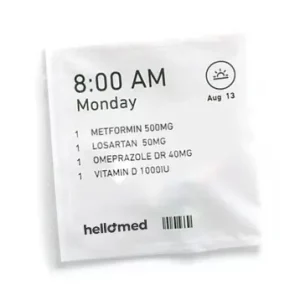 8:00 AM
Monday
Aug 13
1 METFORMIN 500MG
1 LOSARTAN 50MG
1 OMEPRAZOLE DR 40MG
1 VITAMIN D 1000IU
hellomed